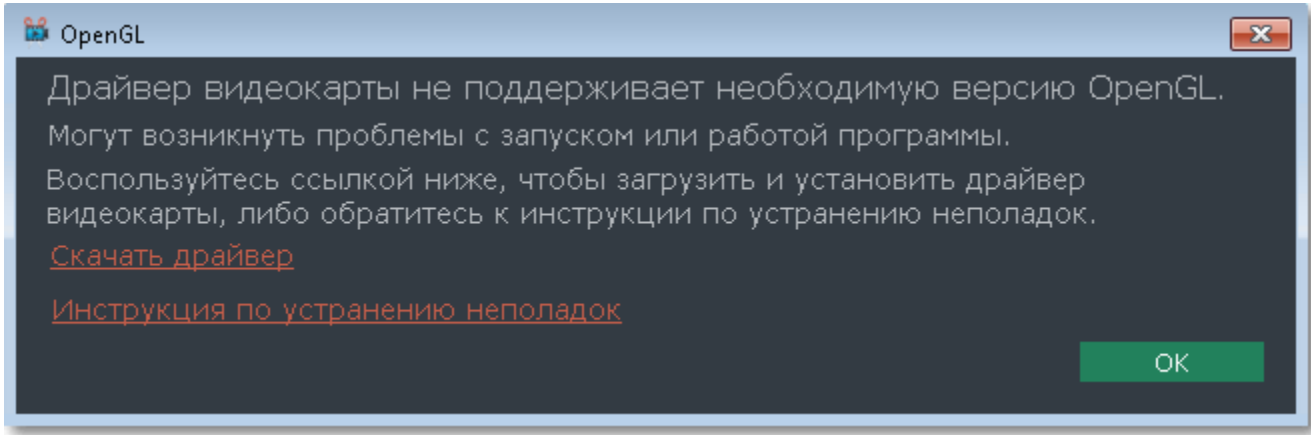 OpenGL
Драйвер видеокарты не поддерживает необходимую версию OpenGL.
Могут возникнуть проблемы с запуском или работой программы.
Воспользуйтесь ссылкой ниже, чтобы загрузить и установить драйвер
видеокарты, либо обратитесь к инструкции по устранению неполадок.
Скачать драйвер
Инструкция по устранению неполадок
OK